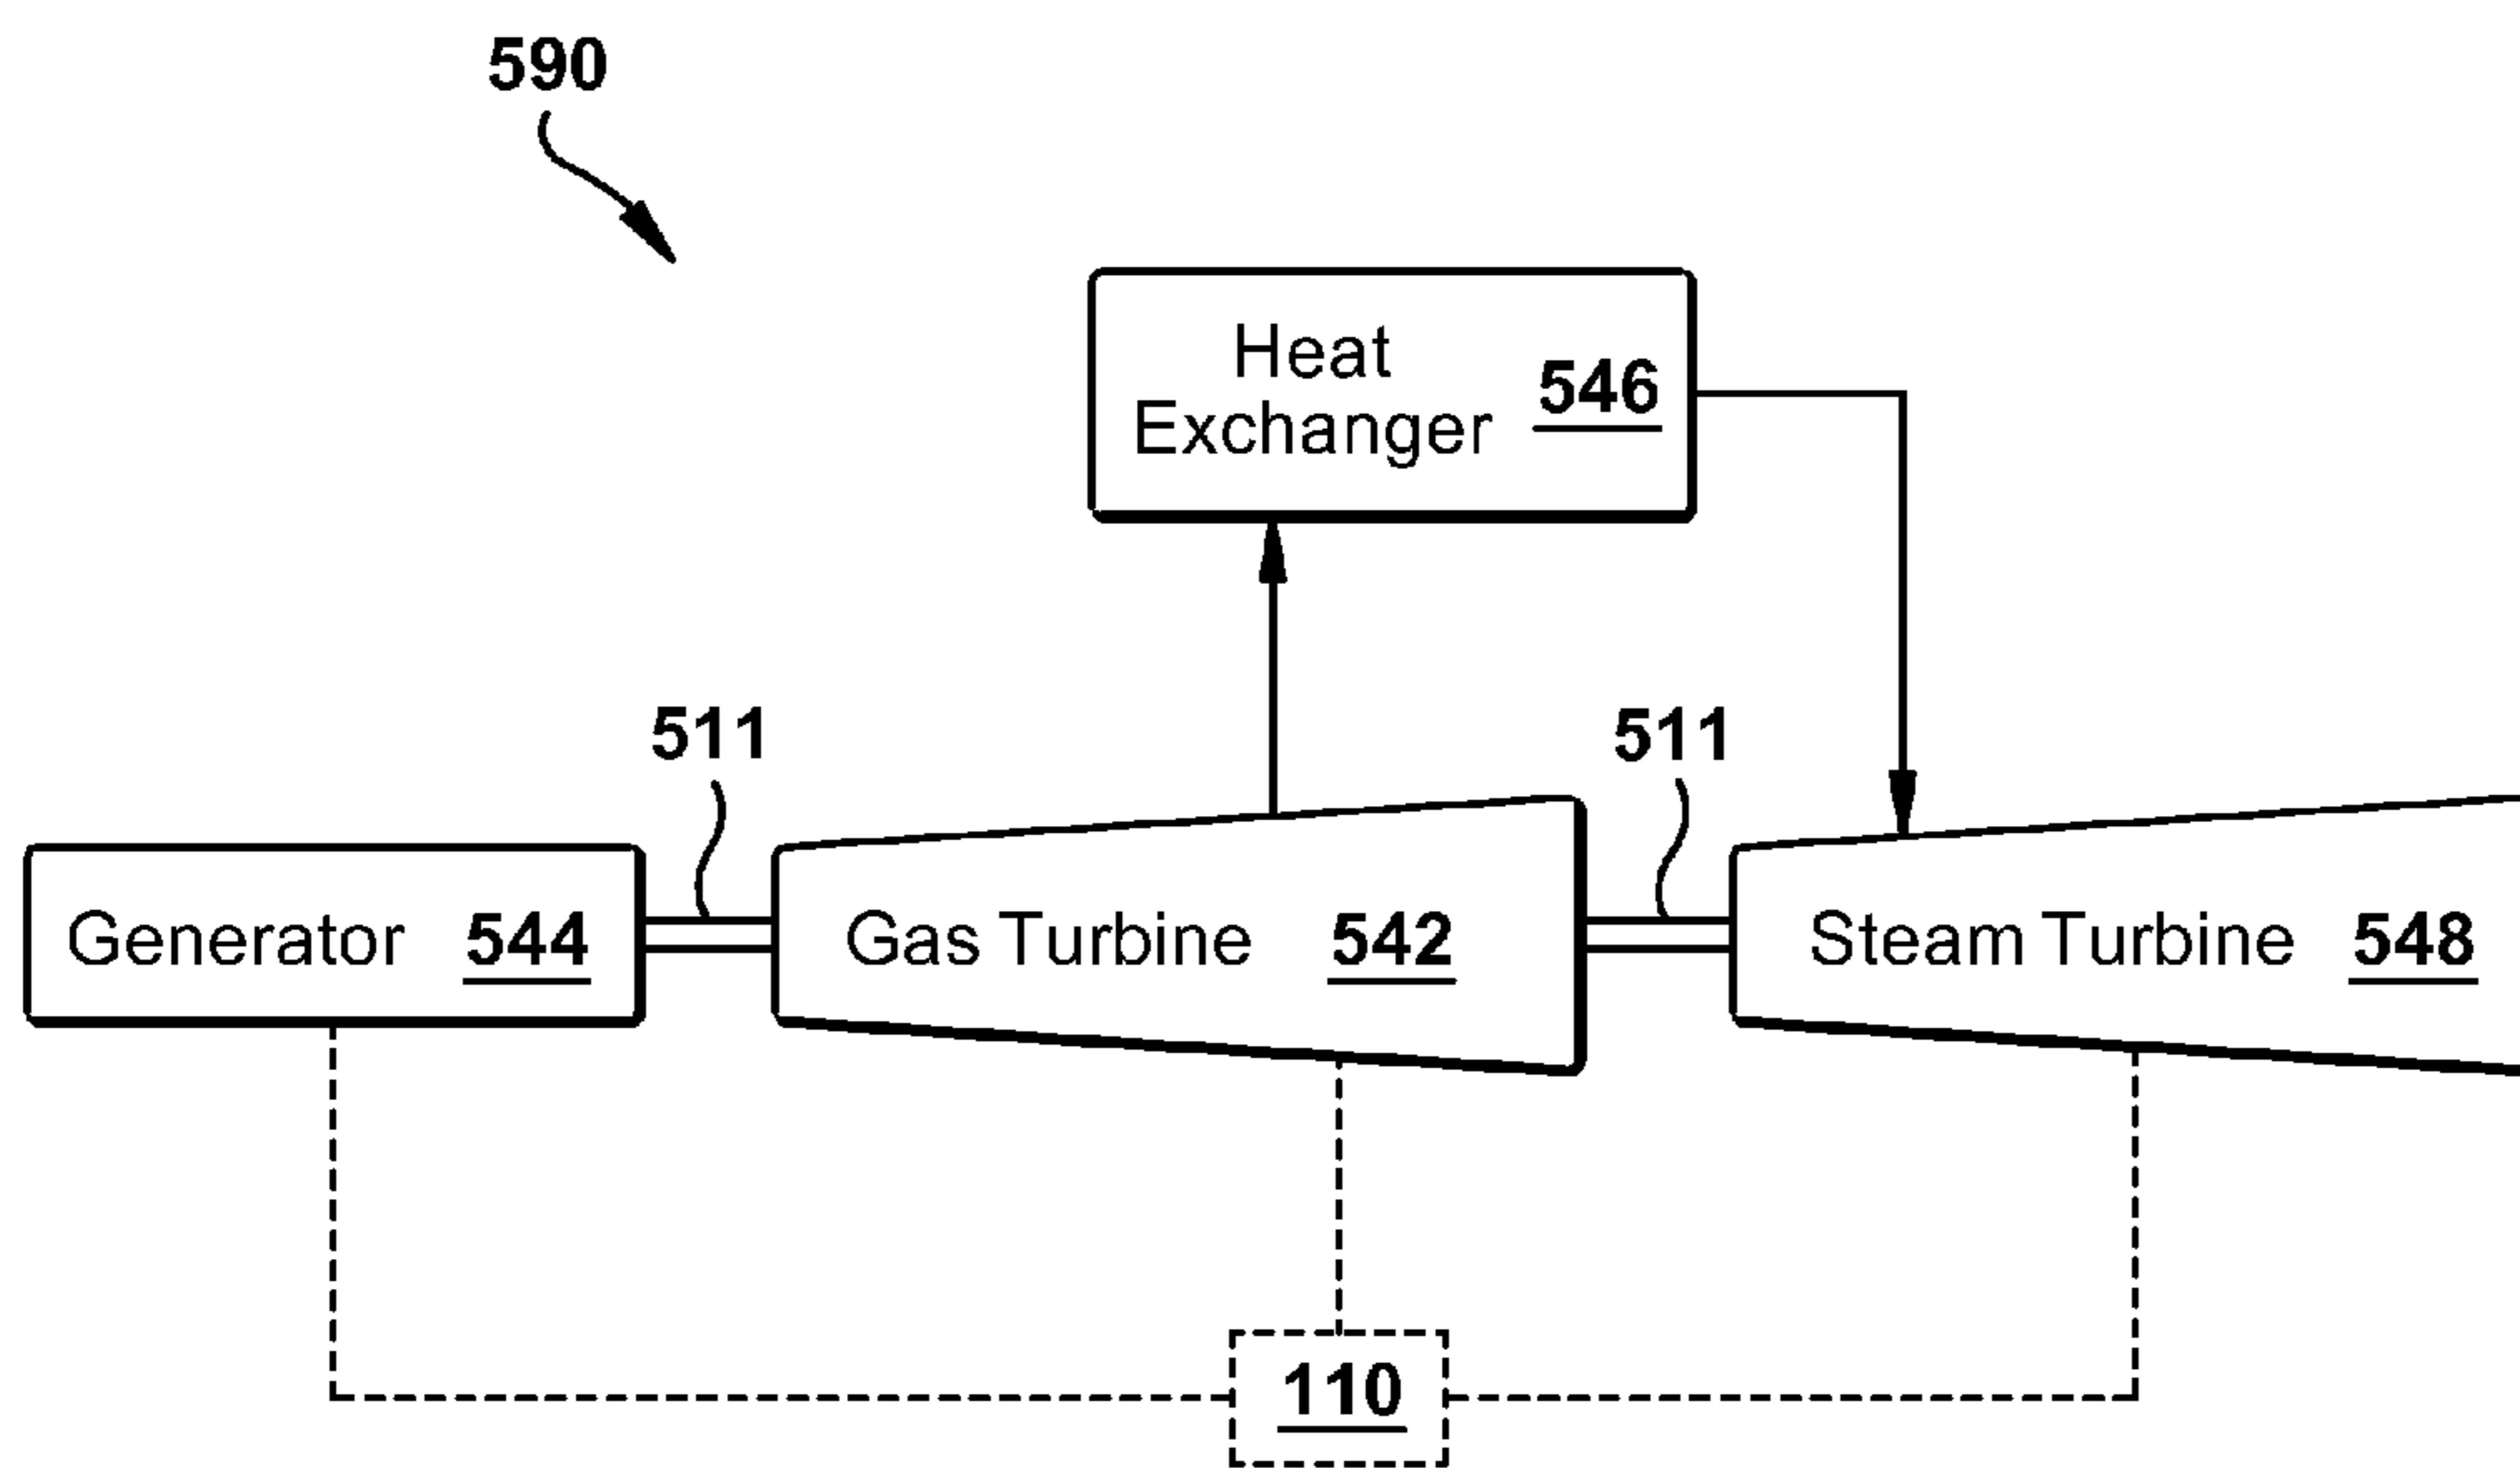 590
Heat
Exchanger 546
511
511
Generator 544
Gas Turbine 542
Steam Turbine 548
110